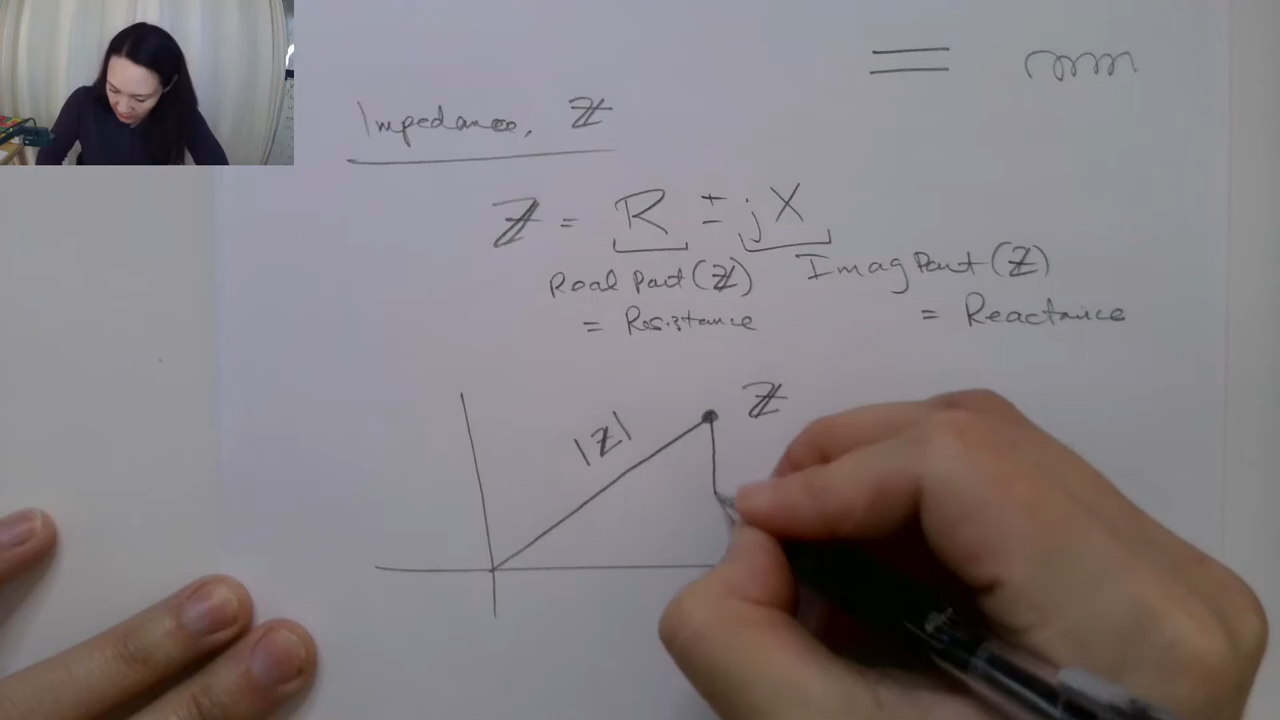 Impedance, Z
Z = R ± jX
Real Part (Z)
= Resistance
Imag Part (Z)
= Reactance
|Z|
Z